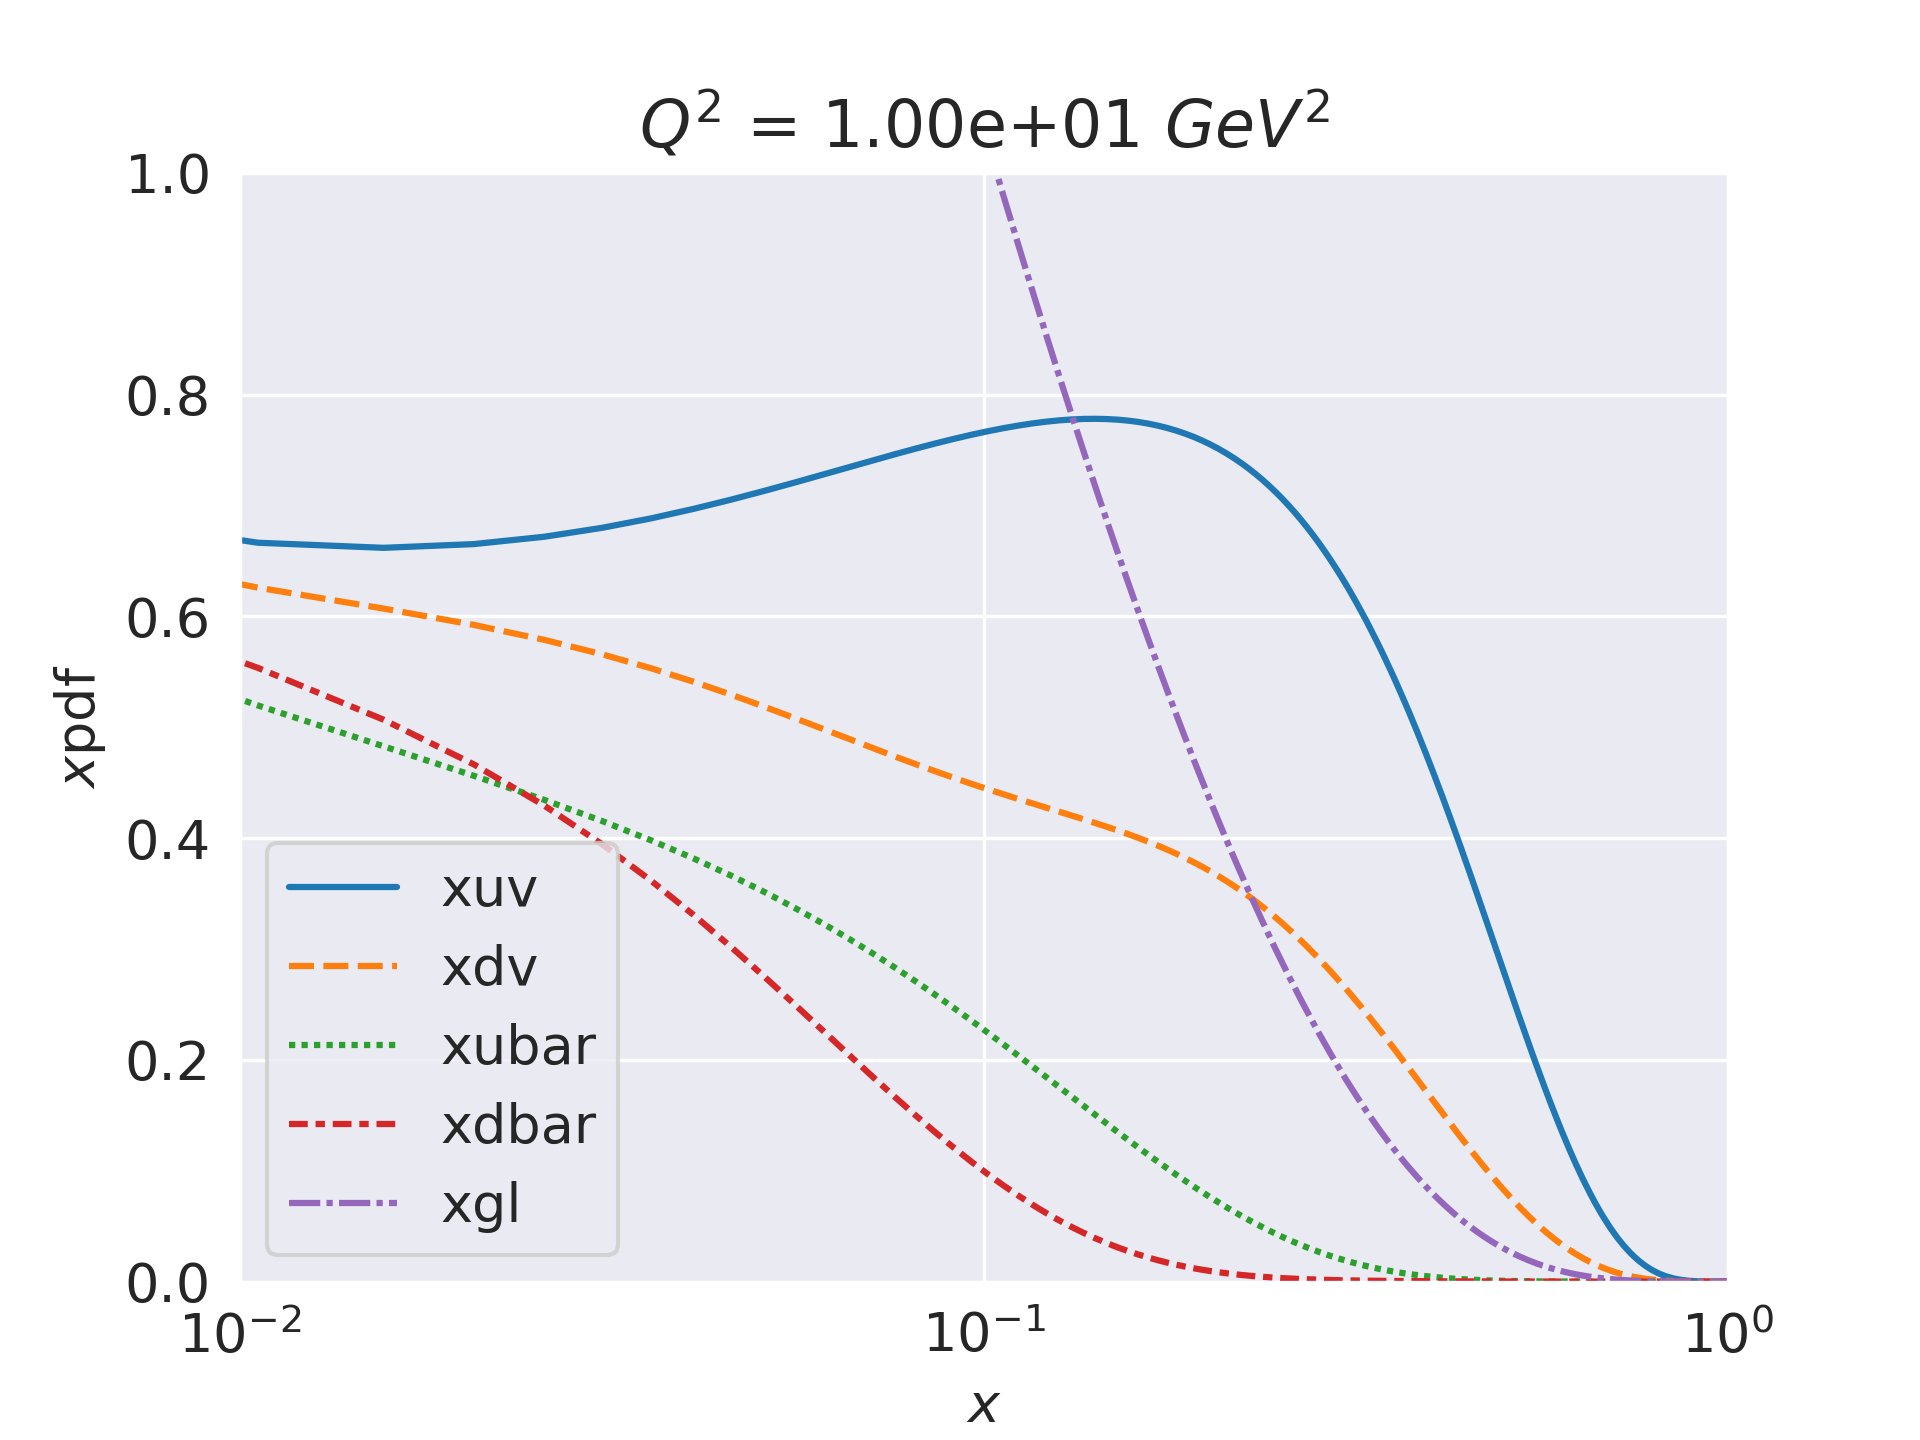 Q² = 1.00e+01 GeV²
1.0
0.8
0.6
0.4
0.2
0.0
xpdf
xuv
xdv
xubar
xdbar
xgl
10⁻² 10⁻¹ 10⁰
x